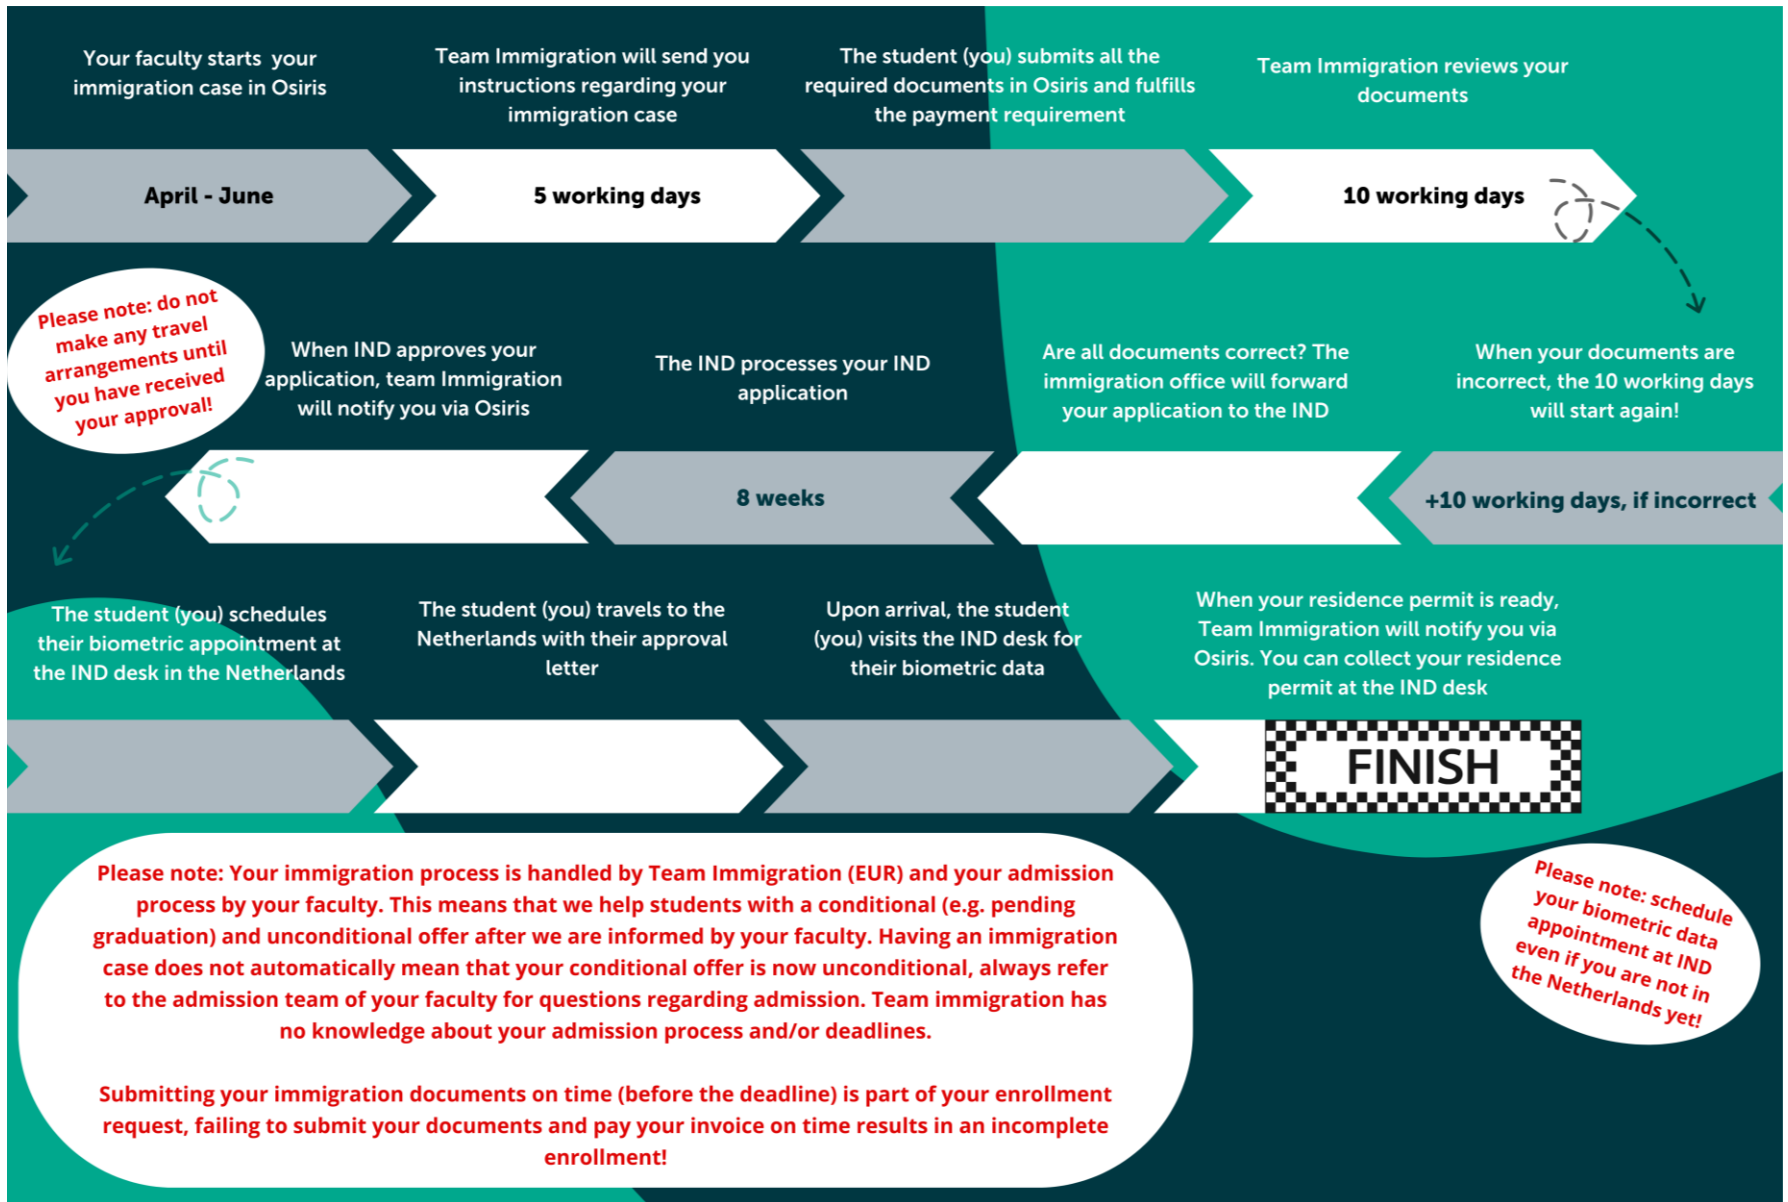 Your faculty starts your
immigration case in Osiris
April - June
Team Immigration will send you
instructions regarding your
immigration case
5 working days
The student (you) submits all the
required documents in Osiris and fulfills
the payment requirement
Team Immigration reviews your
documents
10 working days
When your documents are
incorrect, the 10 working days
will start again!
+10 working days, if incorrect
Are all documents correct? The
immigration office will forward
your application to the IND
The IND processes your IND
application
8 weeks
When IND approves your
application, team Immigration
will notify you via Osiris
Please note: do not
make any travel
arrangements until
you have received
your approval!
The student (you) schedules
their biometric appointment at
the IND desk in the Netherlands
The student (you) travels to the
Netherlands with their approval
letter
Upon arrival, the student
(you) visits the IND desk for
their biometric data
When your residence permit is ready,
Team Immigration will notify you via
Osiris. You can collect your residence
permit at the IND desk
FINISH
Please note: Your immigration process is handled by Team Immigration (EUR) and your admission
process by your faculty. This means that we help students with a conditional (e.g. pending
graduation) and unconditional offer after we are informed by your faculty. Having an immigration
case does not automatically mean that your conditional offer is now unconditional, always refer
to the admission team of your faculty for questions regarding admission. Team immigration has
no knowledge about your admission process and/or deadlines.
Submitting your immigration documents on time (before the deadline) is part of your enrollment
request, failing to submit your documents and pay your invoice on time results in an incomplete
enrollment!
Please note: schedule
your biometric data
appointment at IND
even if you are not in
the Netherlands yet!